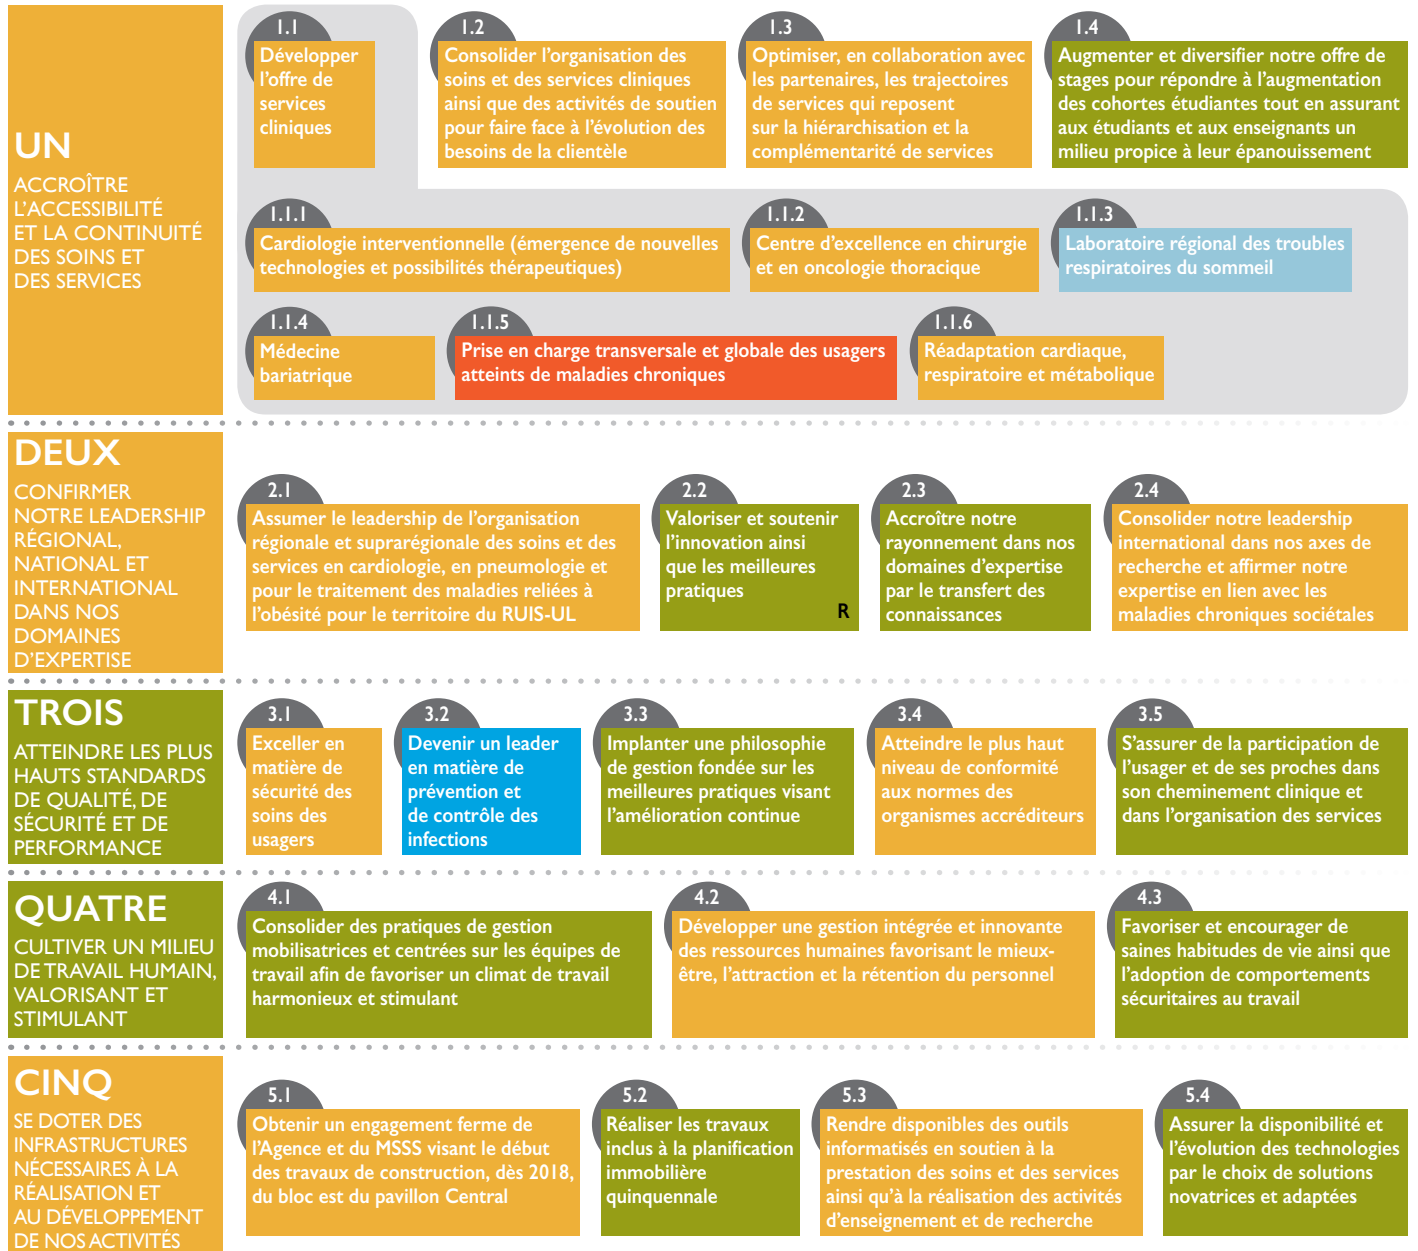 UN
ACCROÎTRE
L'ACCESSIBILITÉ
ET LA CONTINUITÉ
DES SOINS ET
DES SERVICES
1.1
Développer
l'offre de
services
cliniques
1.2
Consolider l'organisation des
soins et des services cliniques
ainsi que des activités de soutien
pour faire face à l'évolution des
besoins de la clientèle
1.3
Optimiser, en collaboration avec
les partenaires, les trajectoires
de services qui reposent
sur la hiérarchisation et la
complémentarité de services
1.4
Augmenter et diversifier notre offre de
stages pour répondre à l'augmentation
des cohortes étudiantes tout en assurant
aux étudiants et aux enseignants un
milieu propice à leur épanouissement
1.1.1
Cardiologie interventionnelle (émergence de nouvelles
technologies et possibilités thérapeutiques)
1.1.2
Centre d'excellence en chirurgie
et en oncologie thoracique
1.1.3
Laboratoire régional des troubles
respiratoires du sommeil
1.1.4
Médecine
bariatrique
1.1.5
Prise en charge transversale et globale des usagers
atteints de maladies chroniques
1.1.6
Réadaptation cardiaque,
respiratoire et métabolique
DEUX
CONFIRMER
NOTRE LEADERSHIP
RÉGIONAL,
NATIONAL ET
INTERNATIONAL
DANS NOS
DOMAINES
D'EXPERTISE
2.1
Assumer le leadership de l'organisation
régionale et suprarégionale des soins et des
services en cardiologie, en pneumologie et
pour le traitement des maladies reliées à
l'obésité pour le territoire du RUIS-UL
2.2
Valoriser et soutenir
l'innovation ainsi
que les meilleures
pratiques
R
2.3
Accroître notre
rayonnement dans nos
domaines d'expertise
par le transfert des
connaissances
2.4
Consolider notre leadership
international dans nos axes de
recherche et affirmer notre
expertise en lien avec les
maladies chroniques sociétales
TROIS
ATTEINDRE LES PLUS
HAUTS STANDARDS
DE QUALITÉ, DE
SÉCURITÉ ET DE
PERFORMANCE
3.1
Exceller en
matière de
sécurité des
soins des
usagers
3.2
Devenir un leader
en matière de
prévention et
de contrôle des
infections
3.3
Implanter une philosophie
de gestion fondée sur les
meilleures pratiques visant
l'amélioration continue
3.4
Atteindre le plus haut
niveau de conformité
aux normes des
organismes accréditeurs
3.5
S'assurer de la participation de
l'usager et de ses proches dans
son cheminement clinique et
dans l'organisation des services
QUATRE
CULTIVER UN MILIEU
DE TRAVAIL HUMAIN,
VALORISANT ET
STIMULANT
4.1
Consolider des pratiques de gestion
mobilisatrices et centrées sur les équipes de
travail afin de favoriser un climat de travail
harmonieux et stimulant
4.2
Développer une gestion intégrée et innovante
des ressources humaines favorisant le mieux-
être, l'attraction et la rétention du personnel
4.3
Favoriser et encourager de
saines habitudes de vie ainsi que
l'adoption de comportements
sécuritaires au travail
CINQ
SE DOTER DES
INFRASTRUCTURES
NÉCESSAIRES À LA
RÉALISATION ET
AU DÉVELOPPEMENT
DE NOS ACTIVITÉS
5.1
Obtenir un engagement ferme de
l'Agence et du MSSS visant le début
des travaux de construction, dès 2018,
du bloc est du pavillon Central
5.2
Réaliser les travaux
inclus à la planification
immobilière
quinquennale
5.3
Rendre disponibles des outils
informatisés en soutien à la
prestation des soins et des services
ainsi qu'à la réalisation des activités
d'enseignement et de recherche
5.4
Assurer la disponibilité et
l'évolution des technologies
par le choix de solutions
novatrices et adaptées